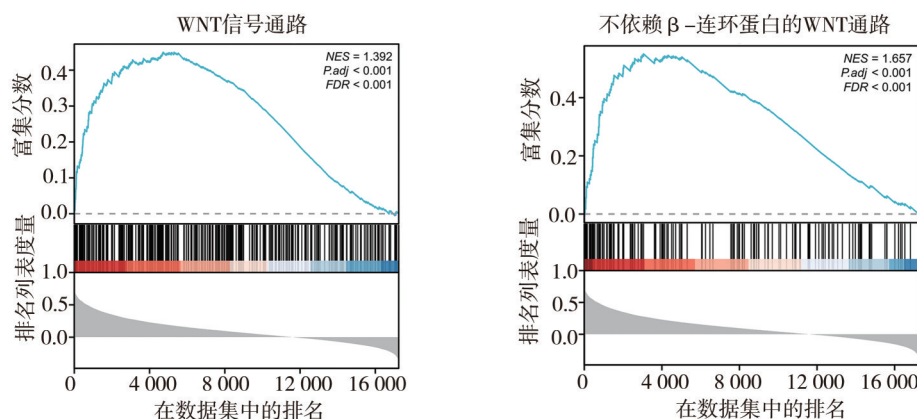 WNT信号通路
NES = 1.392
P.adj < 0.001
FDR < 0.001
富集分数
0.4
0.3
0.2
0.1
0.0
排名列表度量
1.0
0.5
0.0
0
4 000
8 000
12 000
16 000
在数据集中的排名
不依赖β-连环蛋白的WNT通路
NES = 1.657
P.adj < 0.001
FDR < 0.001
富集分数
0.4
0.2
0.0
排名列表度量
1.0
0.5
0.0
0
4 000
8 000
12 000
16 000
在数据集中的排名